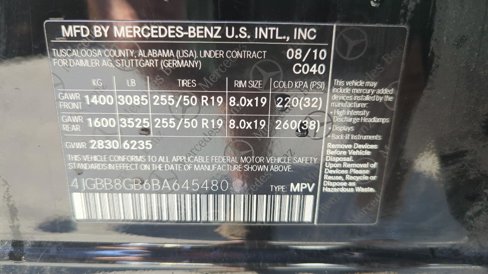 MFD BY MERCEDES-BENZ U.S. INTL., INC
TUSCALOOSA COUNTY, ALABAMA (USA) UNDER CONTRACT 08/10
FOR DAIMLER AG, STUTTGART (GERMANY) C040
KG LB TIRES RIM SIZE COLD KPA (PSI)
GAWR FRONT 1400 3085 255/50 R19 8.0x19 220(32)
GAWR REAR 1600 3525 255/50 R19 8.0x19 260(38)
GVWR 2830 6235
THIS VEHICLE CONFORMS TO ALL APPLICABLE FEDERAL MOTOR VEHICLE SAFETY
STANDARDS IN EFFECT ON THE DATE OF MANUFACTURE SHOWN ABOVE.
4JGBB8GB6BA645480 TYPE: MPV
This vehicle may
have mercury added
devices installed by the
manufacturer:
• High Intensity
Discharge Headlamps
• Displays
• Back lit Instruments
Remove Devices
Before Vehicle
Disposal.
Upon Removal
of Devices Please
Reuse, Recycle
or Dispose as
Hazardous Waste.